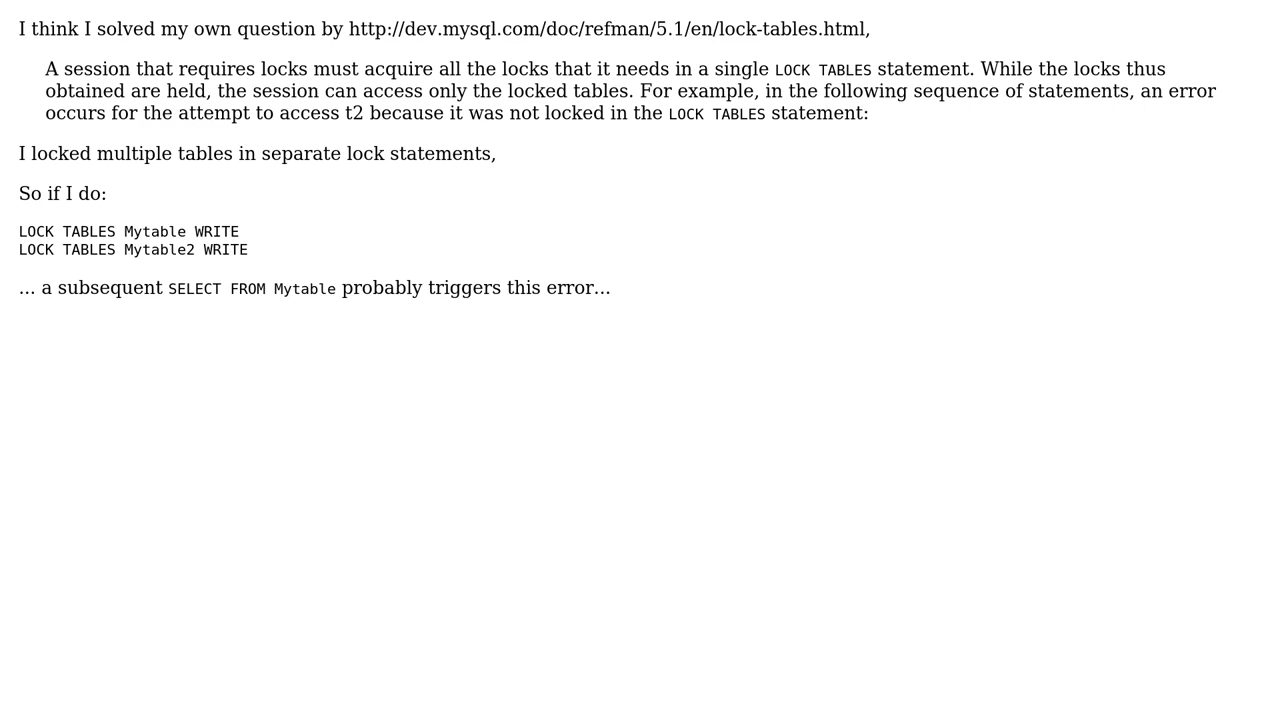 I think I solved my own question by http://dev.mysql.com/doc/refman/5.1/en/lock-tables.html,
A session that requires locks must acquire all the locks that it needs in a single LOCK TABLES statement. While the locks thus
obtained are held, the session can access only the locked tables. For example, in the following sequence of statements, an error
occurs for the attempt to access t2 because it was not locked in the LOCK TABLES statement:
I locked multiple tables in separate lock statements,
So if I do:
LOCK TABLES Mytable WRITE
LOCK TABLES Mytable2 WRITE
... a subsequent SELECT FROM Mytable probably triggers this error...